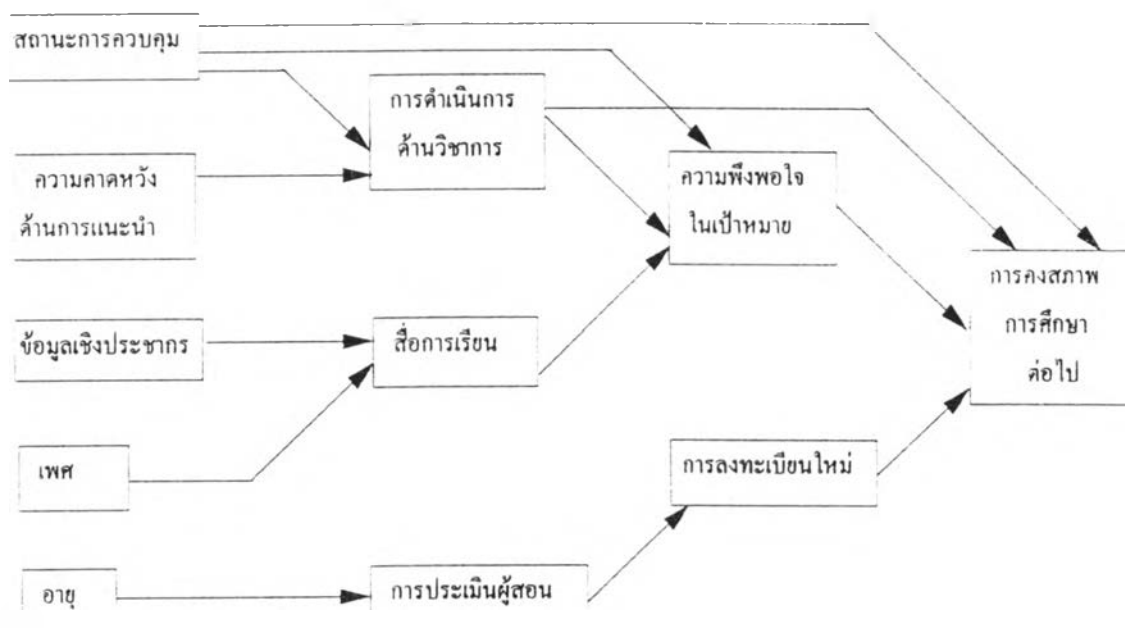 สถานะการควบคุม
การดำเนินการ
ด้านวิชาการ
ความคาดหวัง
ด้านการแนะนำ
ความพึงพอใจ
ในเป้าหมาย
การคงสภาพ
การศึกษา
ต่อไป
ข้อมูลเชิงประชากร
สื่อการเรียน
เพศ
การลงทะเบียนใหม่
อายุ
การประเมินผู้สอน